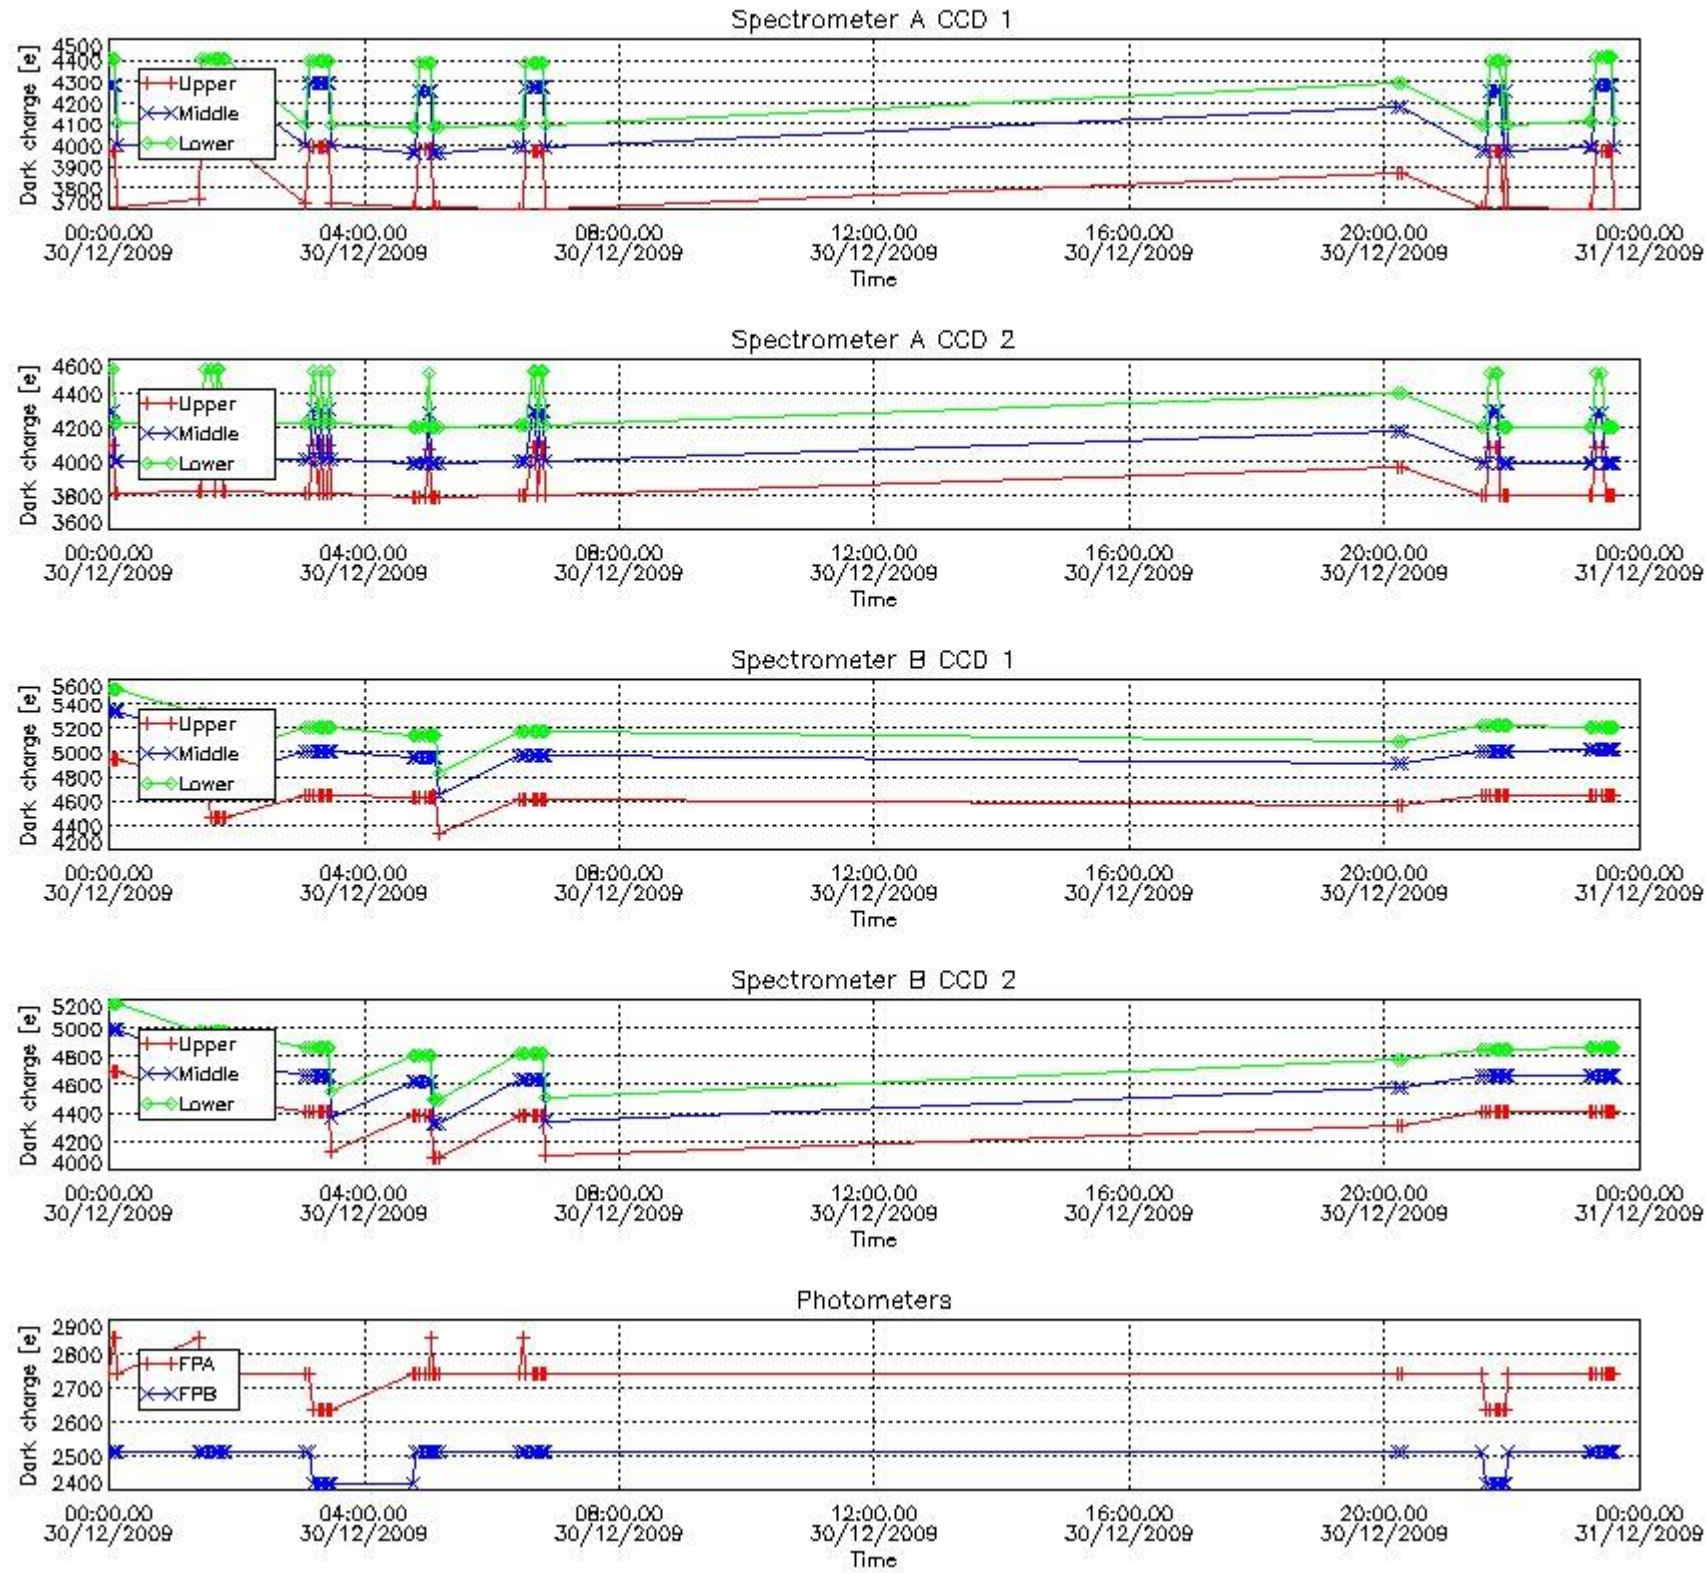 Spectrometer A CCD 1
Dark charge [e]
4500
4400
4300
4200
4100
4000
3900
3800
3700
Upper
Middle
Lower
00:00.00 04:00.00 08:00.00 12:00.00 16:00.00 20:00.00 00:00.00
30/12/2009 30/12/2009 30/12/2009 30/12/2009 30/12/2009 30/12/2009 31/12/2009
Time
Spectrometer A CCD 2
Dark charge [e]
4600
4400
4200
4000
3800
3600
Upper
Middle
Lower
00:00.00 04:00.00 08:00.00 12:00.00 16:00.00 20:00.00 00:00.00
30/12/2009 30/12/2009 30/12/2009 30/12/2009 30/12/2009 30/12/2009 31/12/2009
Time
Spectrometer B CCD 1
Dark charge [e]
5600
5400
5200
5000
4800
4600
4400
4200
Upper
Middle
Lower
00:00.00 04:00.00 08:00.00 12:00.00 16:00.00 20:00.00 00:00.00
30/12/2009 30/12/2009 30/12/2009 30/12/2009 30/12/2009 30/12/2009 31/12/2009
Time
Spectrometer B CCD 2
Dark charge [e]
5200
5000
4800
4600
4400
4200
4000
Upper
Middle
Lower
00:00.00 04:00.00 08:00.00 12:00.00 16:00.00 20:00.00 00:00.00
30/12/2009 30/12/2009 30/12/2009 30/12/2009 30/12/2009 30/12/2009 31/12/2009
Time
Photometers
Dark charge [e]
2900
2800
2700
2600
2500
2400
FPA
FPB
00:00.00 04:00.00 08:00.00 12:00.00 16:00.00 20:00.00 00:00.00
30/12/2009 30/12/2009 30/12/2009 30/12/2009 30/12/2009 30/12/2009 31/12/2009
Time